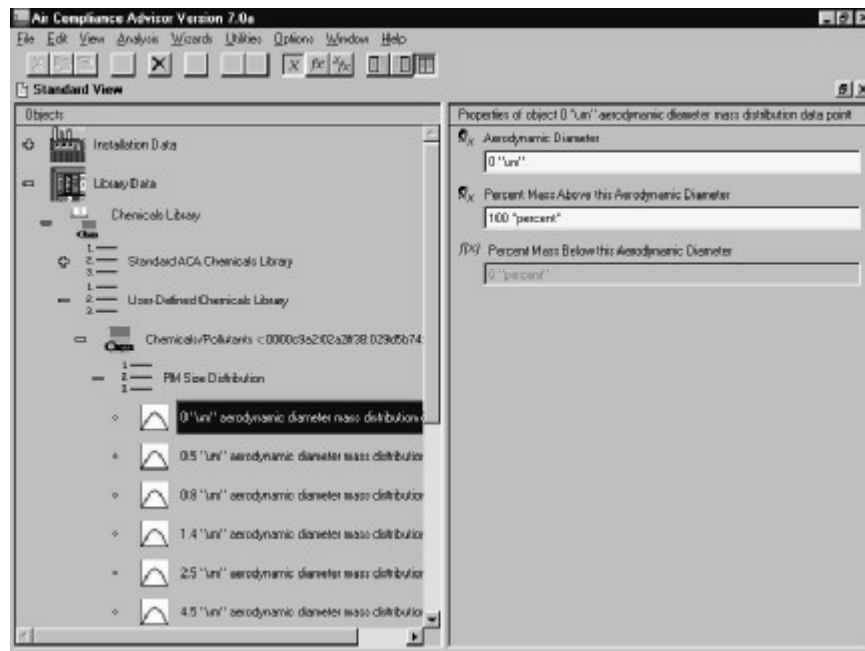 Air Compliance Advisor Version 7.0a
File Edit View Analysis Wizards Utilities Options Window Help
Standard View
Objects
Installation Data
Library Data
Chemicals Library
Standard ACA Chemicals Library
User-Defined Chemicals Library
Chemicals/Pollutants
PM Size Distribution
0 "um" aerodynamic diameter mass distribution
0.5 "um" aerodynamic diameter mass distribution
0.8 "um" aerodynamic diameter mass distribution
1.4 "um" aerodynamic diameter mass distribution
2.5 "um" aerodynamic diameter mass distribution
4.5 "um" aerodynamic diameter mass distribution
Properties of object 0 "um" aerodynamic diameter mass distribution data point
Aerodynamic Diameter
0 "um"
Percent Mass Above this Aerodynamic Diameter
100 "percent"
f(x) Percent Mass Below this Aerodynamic Diameter
0 "percent"